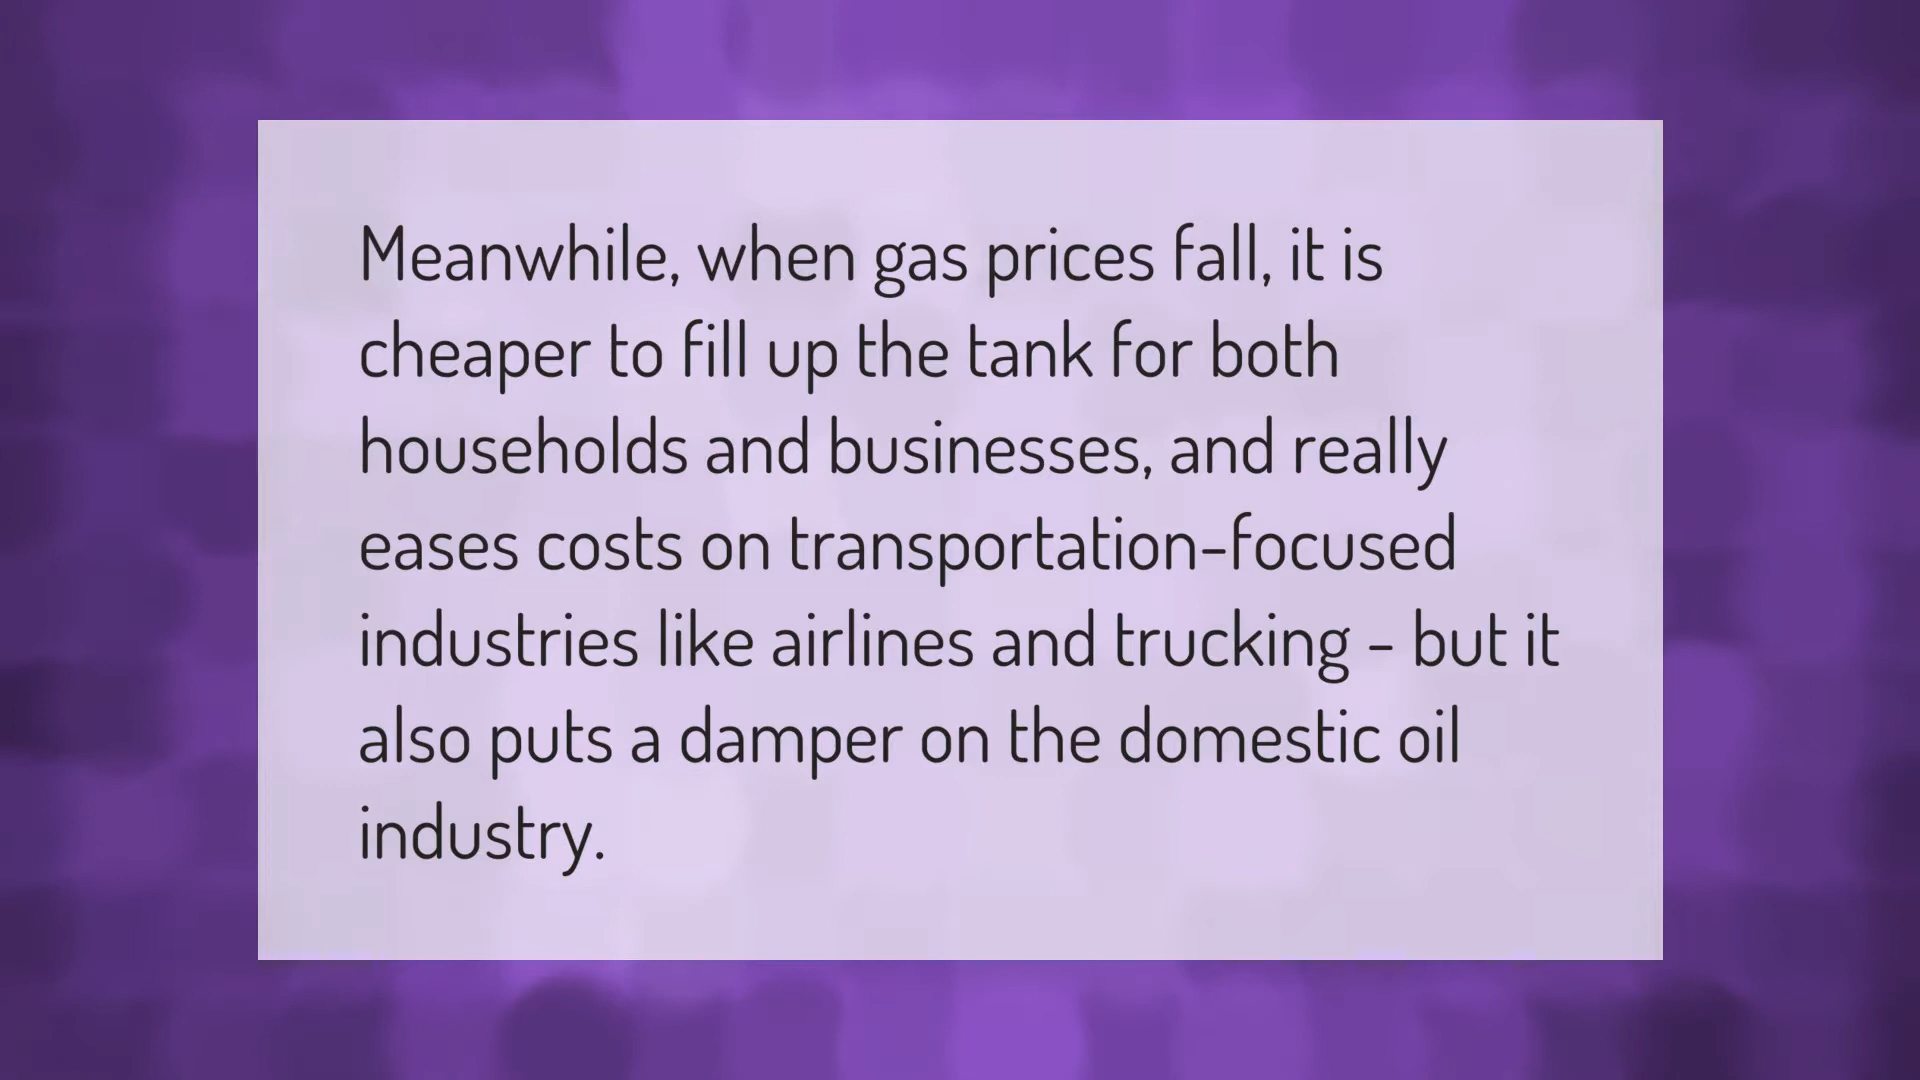 Meanwhile, when gas prices fall, it is
cheaper to fill up the tank for both
households and businesses, and really
eases costs on transportation-focused
industries like airlines and trucking - but it
also puts a damper on the domestic oil
industry.